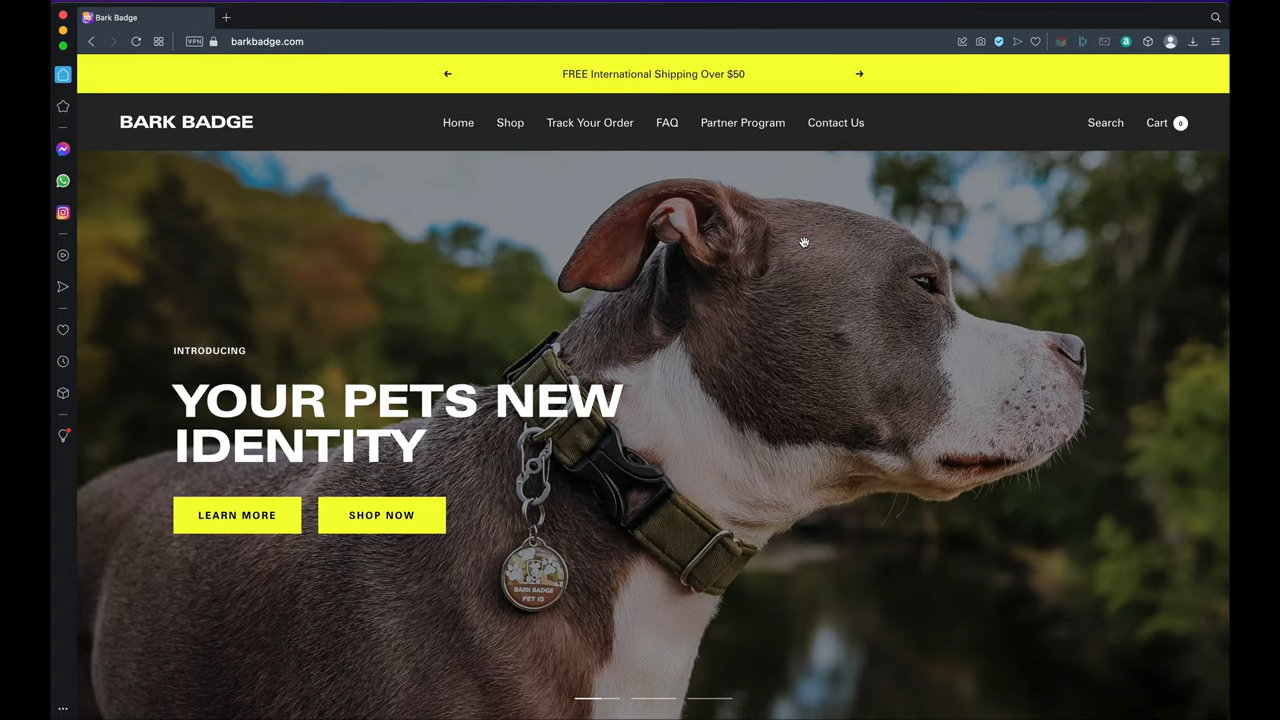 Bark Badge
VPN
barkbadge.com
FREE International Shipping Over $50
BARK BADGE
Home
Shop
Track Your Order
FAQ
Partner Program
Contact Us
Search
Cart 0
INTRODUCING
YOUR PETS NEW
IDENTITY
LEARN MORE
SHOP NOW
BARK BADGE
PET ID